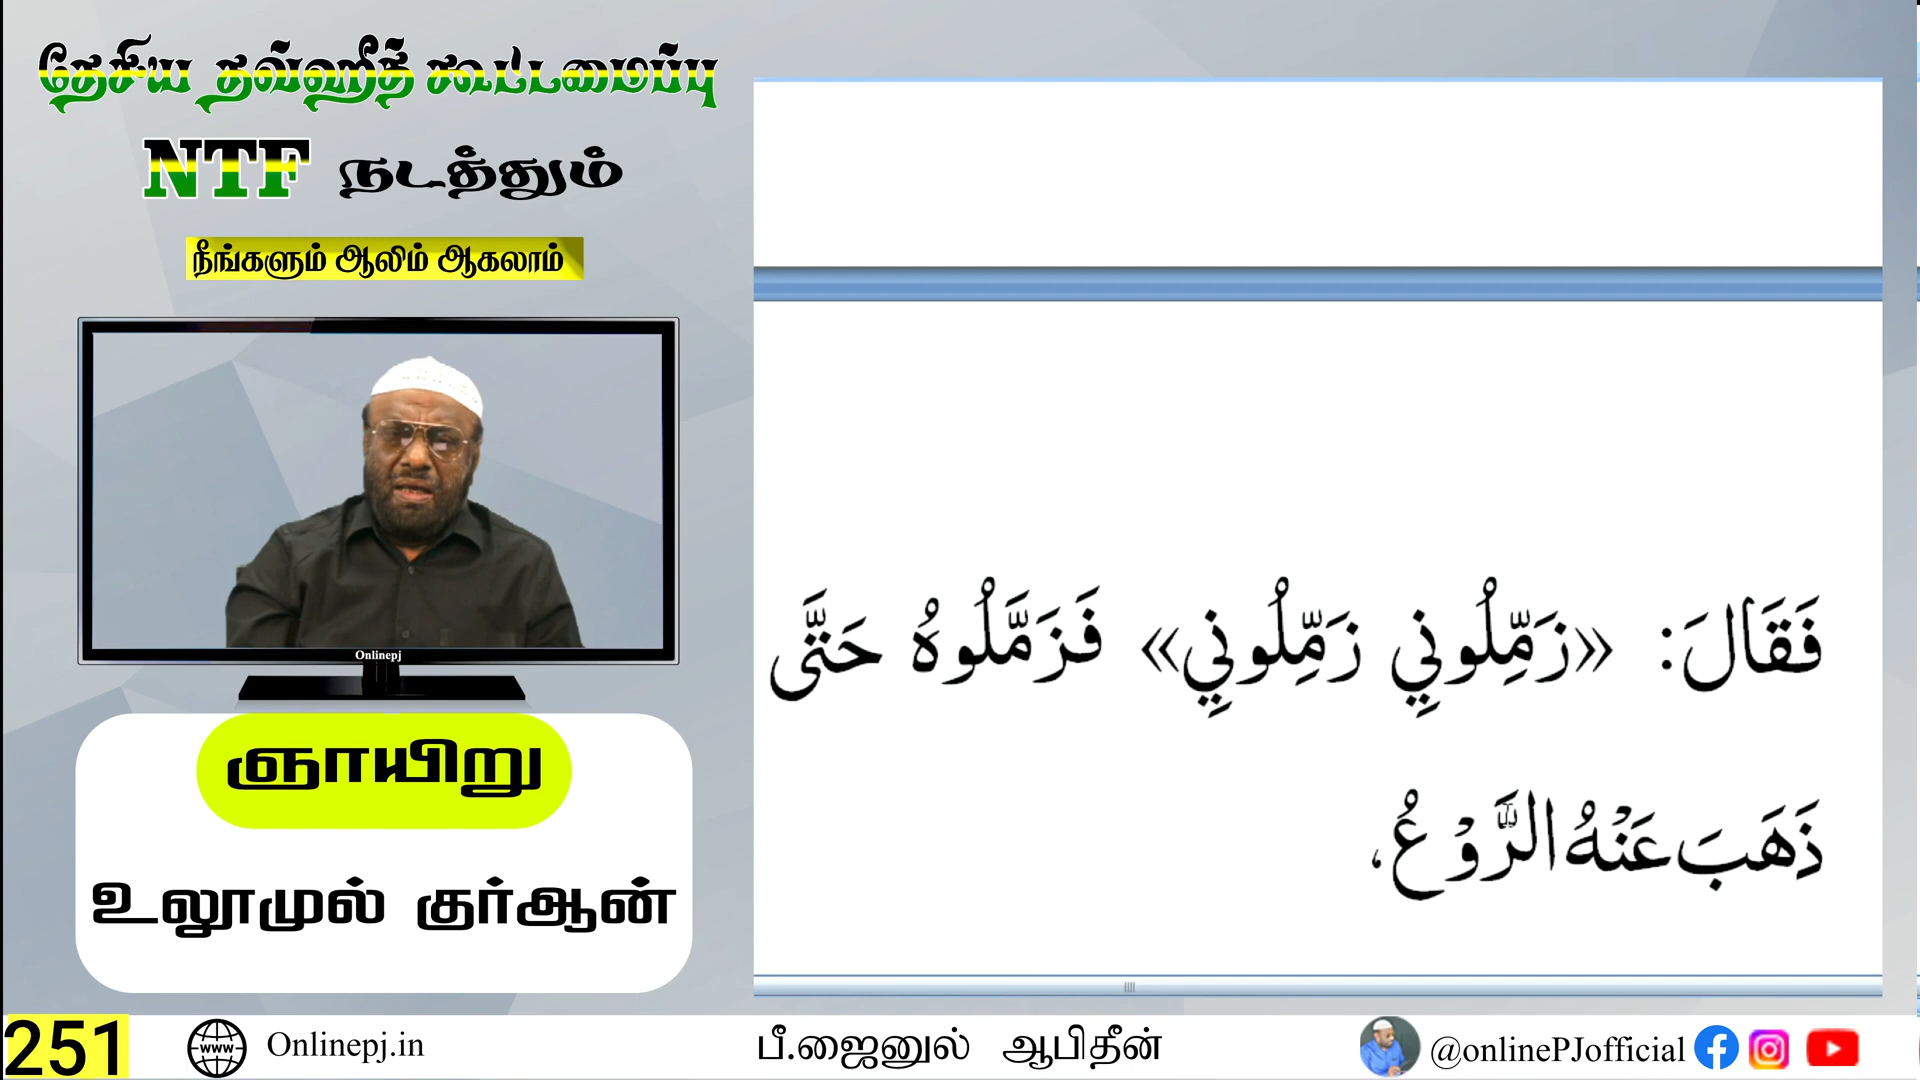 தேசிய தவ்ஹீத் கூட்டமைப்பு
NTF நடத்தும்
நீங்களும் ஆலிம் ஆகலாம்
Onlinepj
ஞாயிறு
உலூமுல் குர்ஆன்
فَقَالَ: «زَمِّلُونِي زَمِّلُونِي» فَزَمَّلُوهُ حَتَّى
ذَهَبَ عَنْهُ الرَّوْعُ،
251
www
Onlinepj.in
பீ.ஜைனுல் ஆபிதீன்
@onlinePJofficial